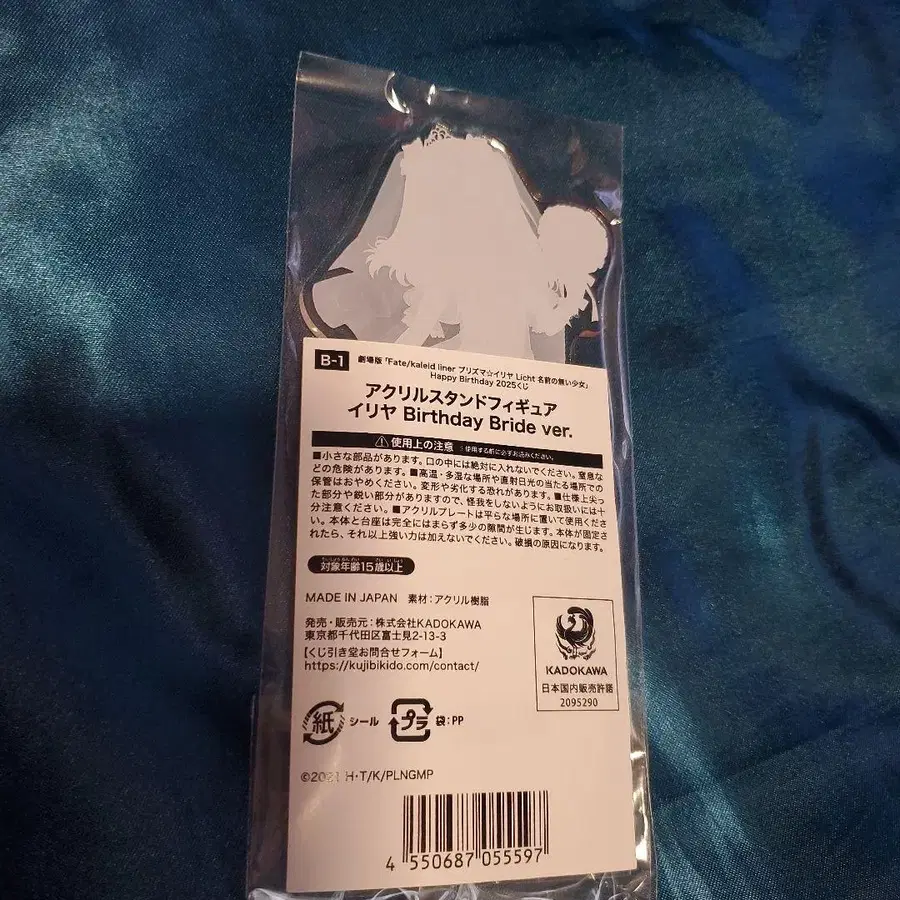 B-1
劇場版「Fate/kaleid liner プリズマ☆イリヤ Licht 名前の無い少女」
Happy Birthday 2025くじ
アクリルスタンドフィギュア
イリヤ Birthday Bride ver.
使用上の注意 ※使用する前に必ずお読みください。
■小さな部品があります。口の中には絶対に入れないでください。窒息な
どの危険があります。■高温・多湿な場所や直射日光の当たる場所での
保管はおやめください。変形や劣化する恐れがあります。■仕様上尖っ
た部分や鋭い部分がありますので、怪我をしないようにお取扱いには十
分注意ください。■アクリルプレートは平らな場所に置いて使用くださ
い。本体と台座は完全にはまらず多少の隙間が生じます。本体が固定さ
れたら、それ以上強い力は加えないでください。破損の原因になります。
対象年齢15歳以上
MADE IN JAPAN 素材:アクリル樹脂
発売・販売元:株式会社KADOKAWA
東京都千代田区富士見2-13-3
【くじ引き堂お問合せフォーム】
https://kujibikido.com/contact/
KADOKAWA
日本国内販売許諾
2095290
紙 シール プラ 袋:PP
©2021 H・T/K/PLNGMP
4 550687 055597